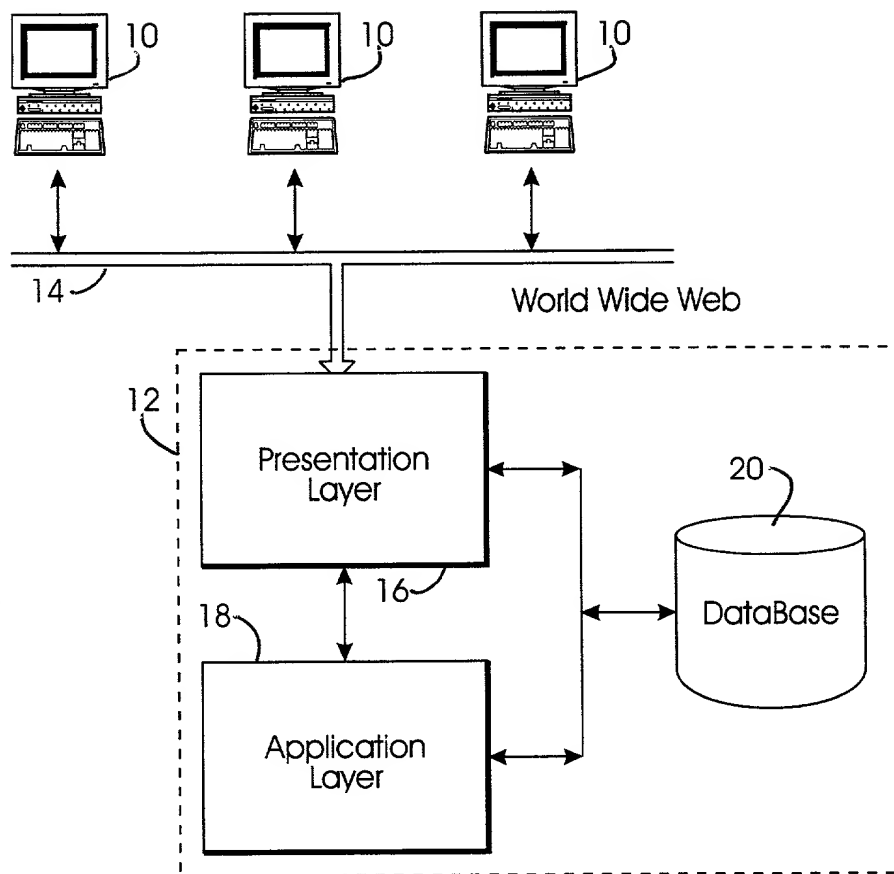 10
10
10
14
World Wide Web
12
Presentation
Layer
20
16
DataBase
18
Application
Layer